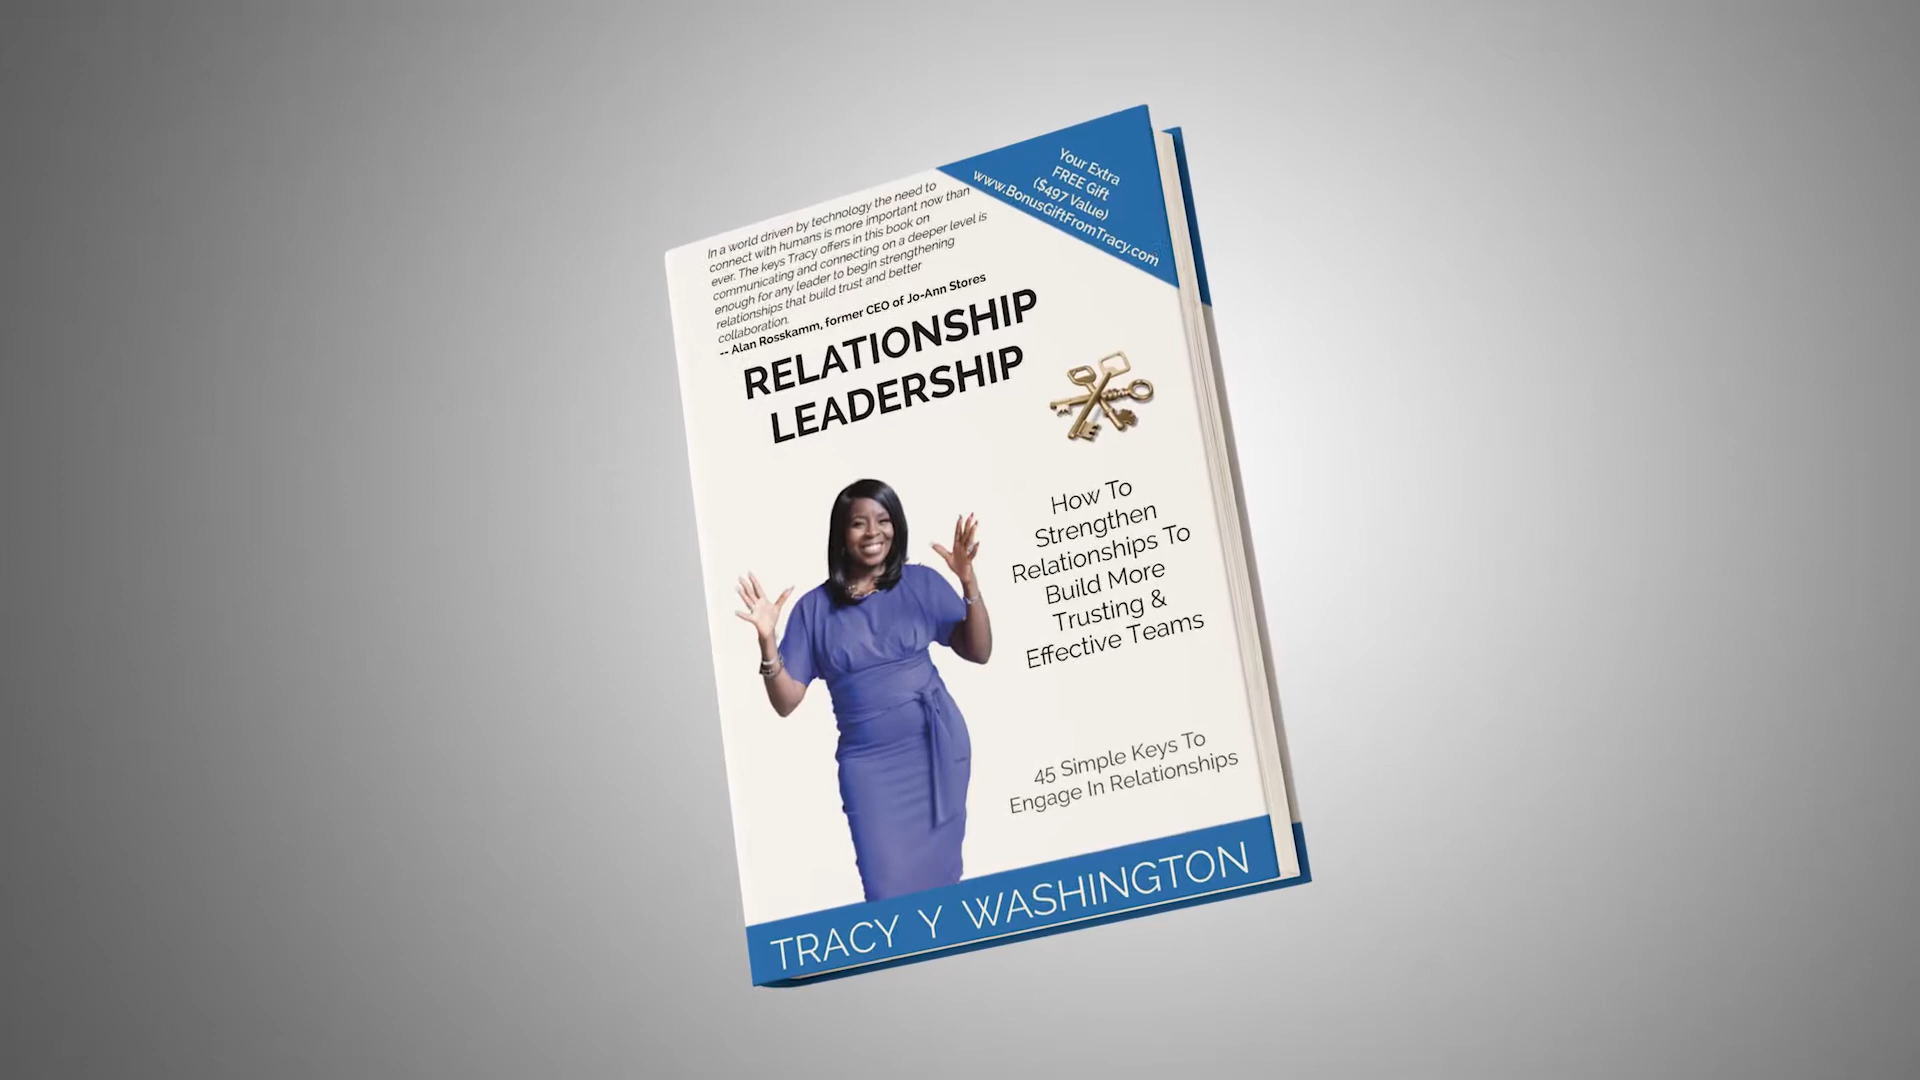 In a world driven by technology the need to
connect with humans is more important now than
ever. The keys Tracy offers in this book on
communicating and connecting on a deeper level is
enough for any leader to begin strengthening
relationships that build trust and better
collaboration.
-- Alan Rosskamm, former CEO of Jo-Ann Stores
Your Extra
FREE Gift
($497 Value)
www.BonusGiftFromTracy.com
RELATIONSHIP
LEADERSHIP
How To
Strengthen
Relationships To
Build More
Trusting &
Effective Teams
45 Simple Keys To
Engage In Relationships
TRACY Y WASHINGTON